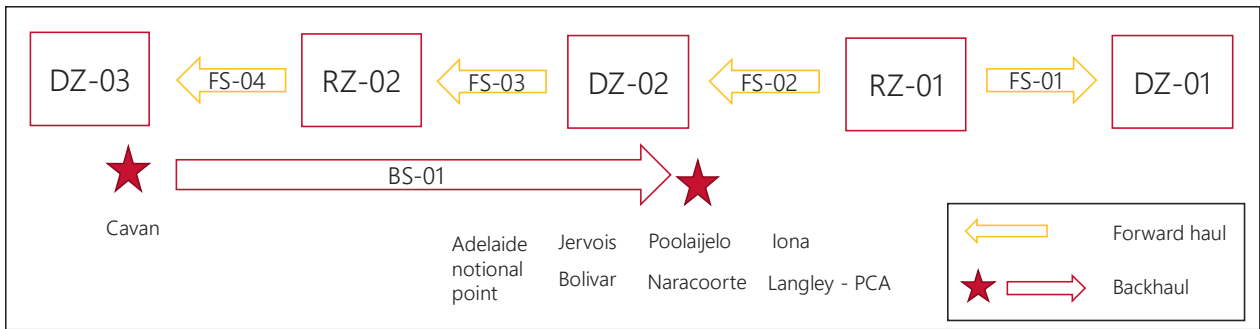 DZ-03
FS-04
RZ-02
FS-03
DZ-02
FS-02
RZ-01
FS-01
DZ-01
BS-01
Cavan
Adelaide
notional
point
Jervois
Bolivar
Poolaijelo
Naracoorte
Iona
Langley - PCA
Forward haul
Backhaul